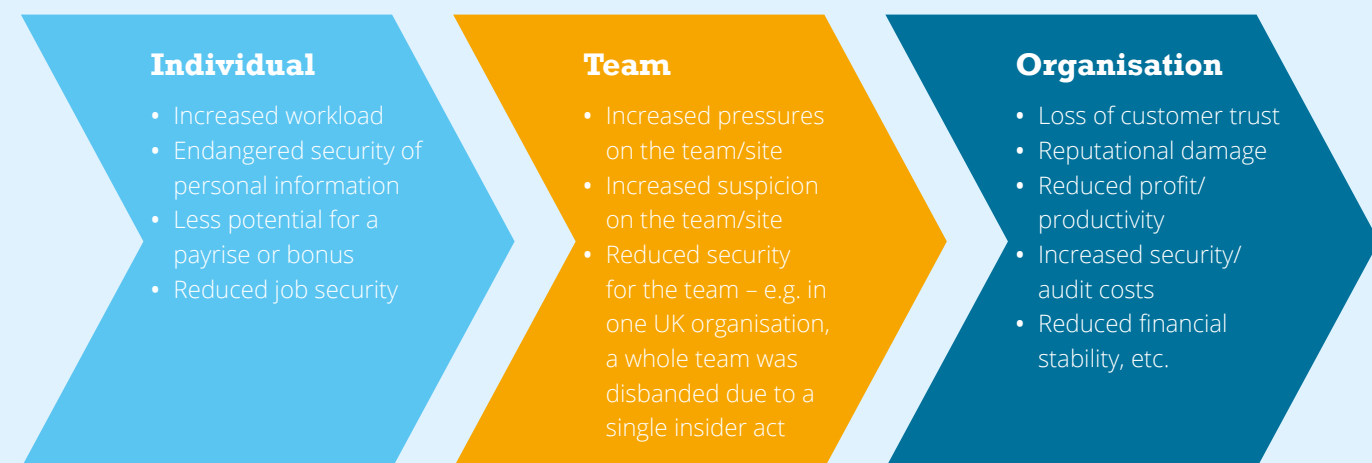 Individual
• Increased workload
• Endangered security of
personal information
• Less potential for a
payrise or bonus
• Reduced job security
Team
• Increased pressures
on the team/site
• Increased suspicion
on the team/site
• Reduced security
for the team – e.g. in
one UK organisation,
a whole team was
disbanded due to a
single insider act
Organisation
• Loss of customer trust
• Reputational damage
• Reduced profit/
productivity
• Increased security/
audit costs
• Reduced financial
stability, etc.